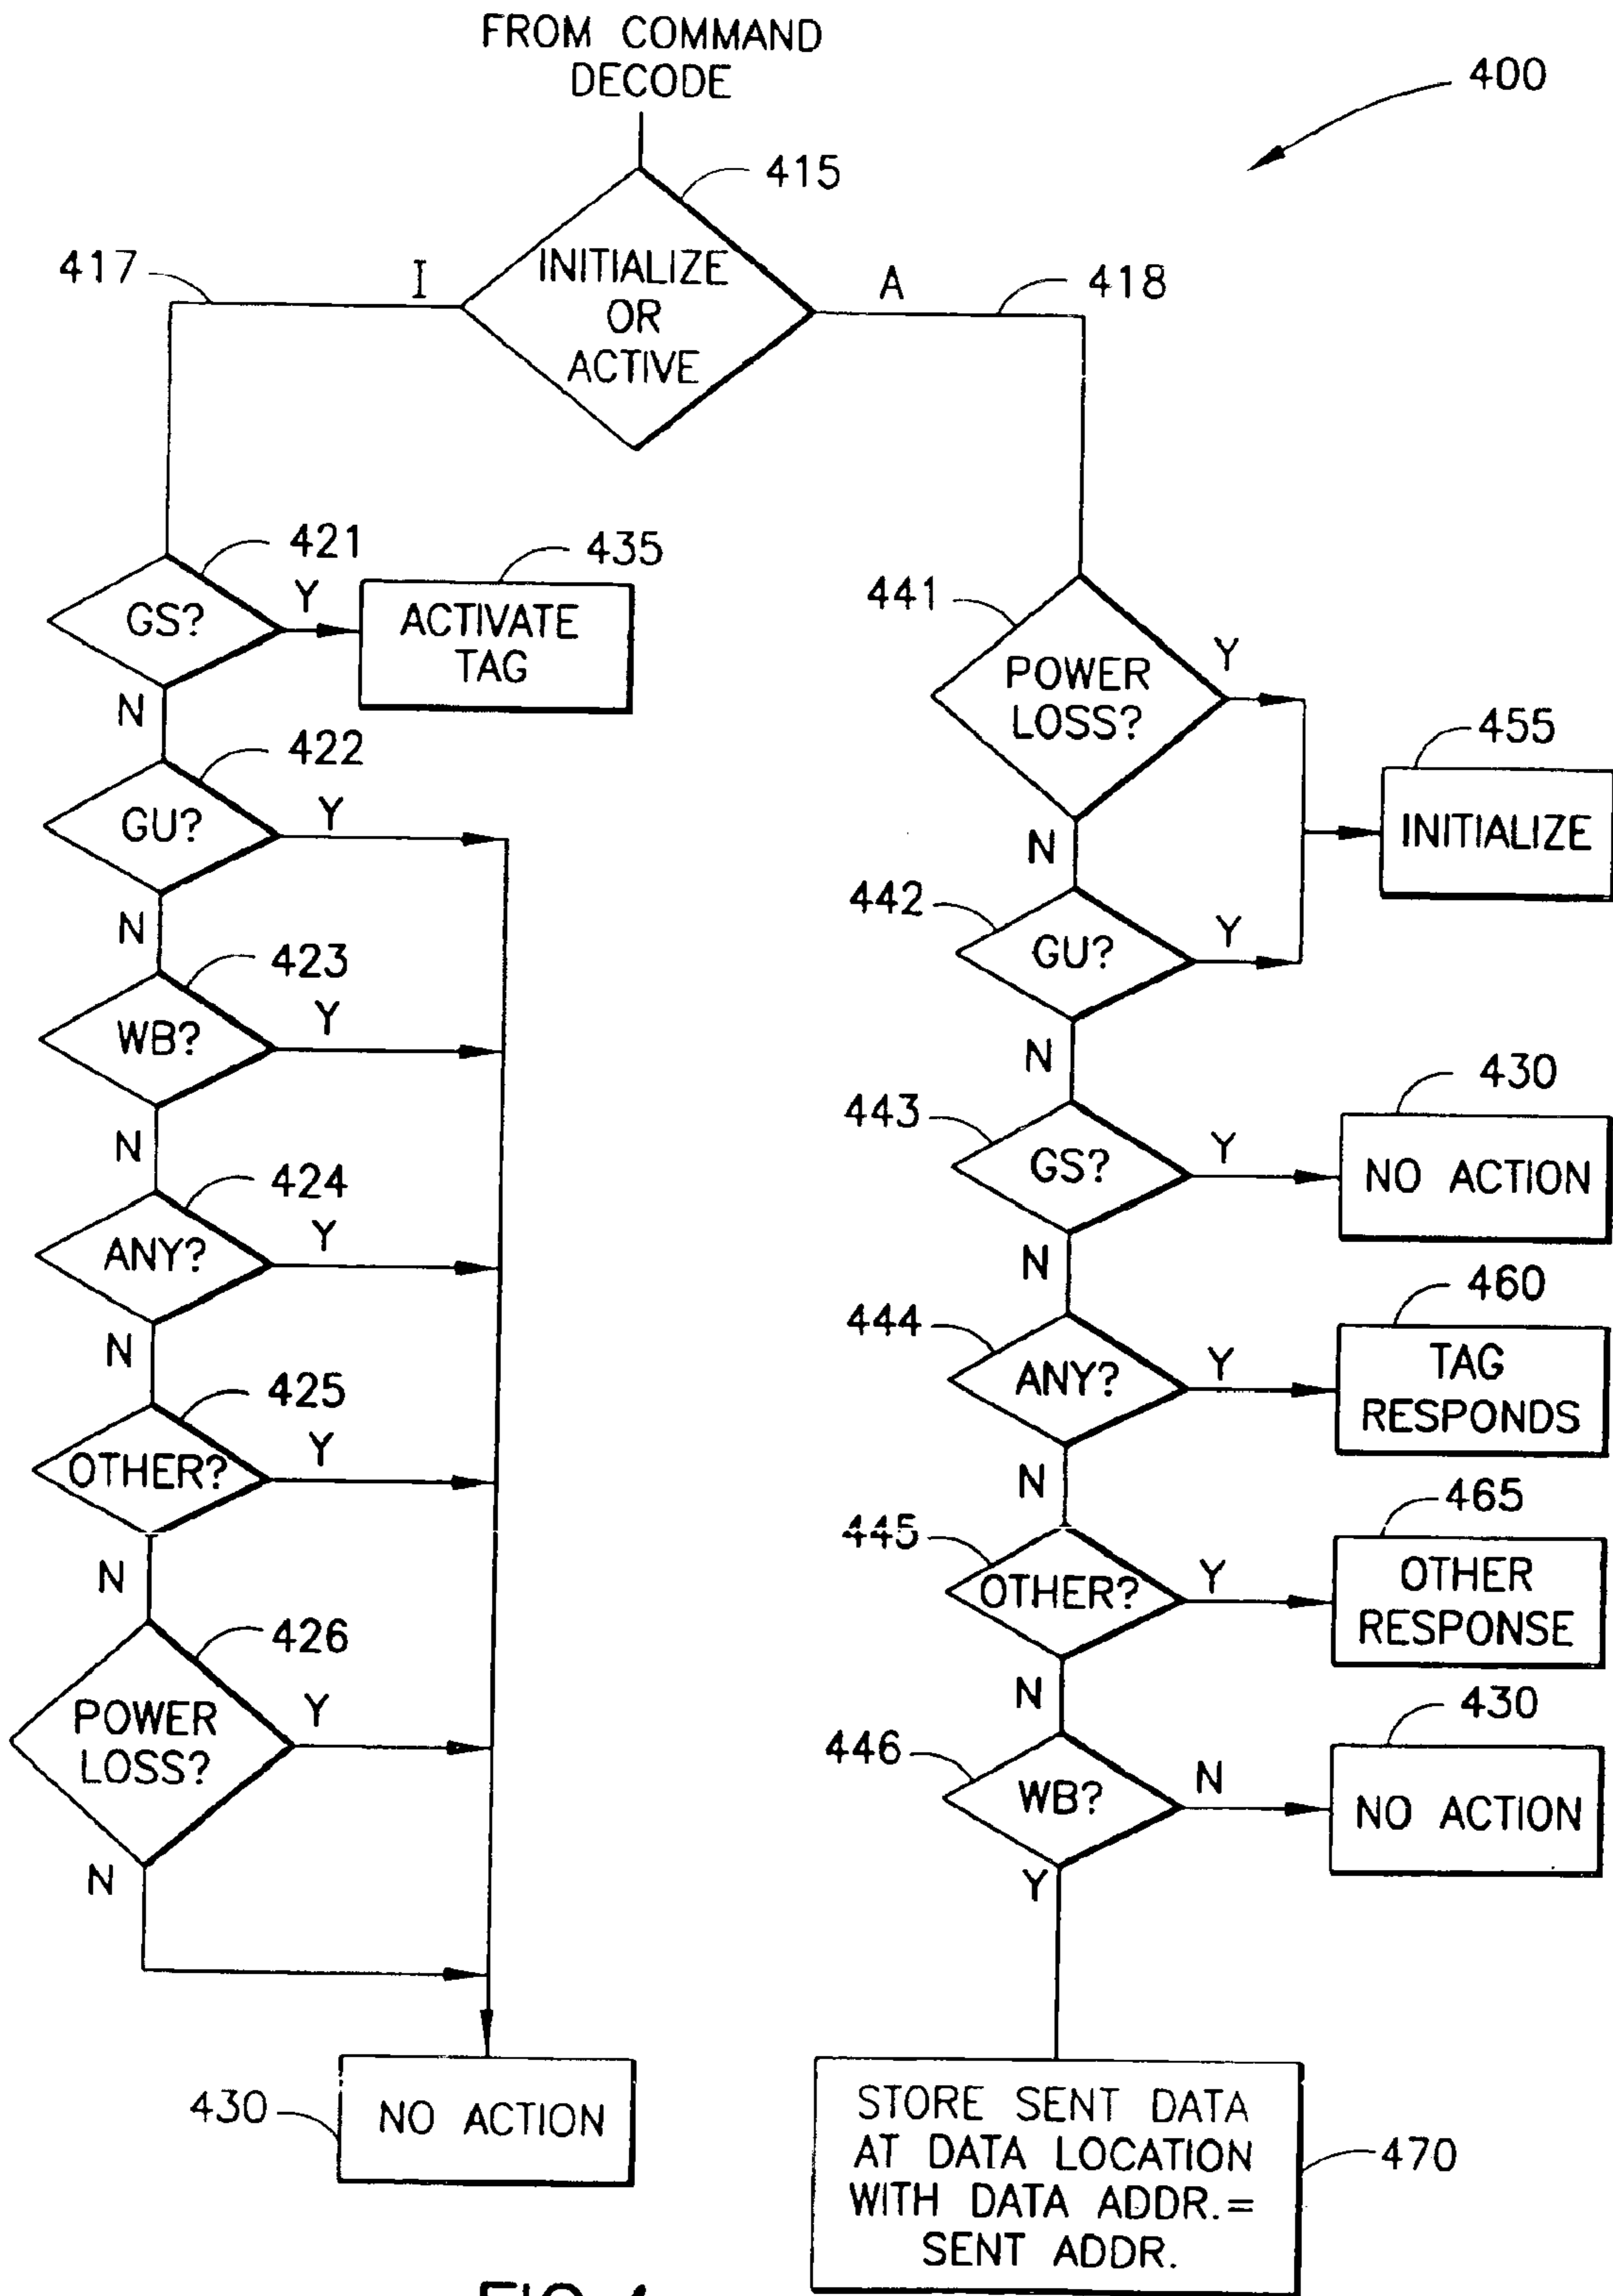 FROM COMMAND
DECODE
400
415
INITIALIZE
OR
ACTIVE
417
I
A
418
421
GS?
Y
435
ACTIVATE
TAG
N
422
GU?
Y
N
423
WB?
Y
N
424
ANY?
Y
N
425
OTHER?
Y
N
426
POWER
LOSS?
Y
N
430
NO ACTION
441
POWER
LOSS?
Y
455
INITIALIZE
N
442
GU?
Y
N
443
GS?
Y
430
NO ACTION
N
444
ANY?
Y
460
TAG
RESPONDS
N
445
OTHER?
Y
465
OTHER
RESPONSE
N
446
WB?
N
430
NO ACTION
Y
STORE SENT DATA
AT DATA LOCATION
WITH DATA ADDR.=
SENT ADDR.
470